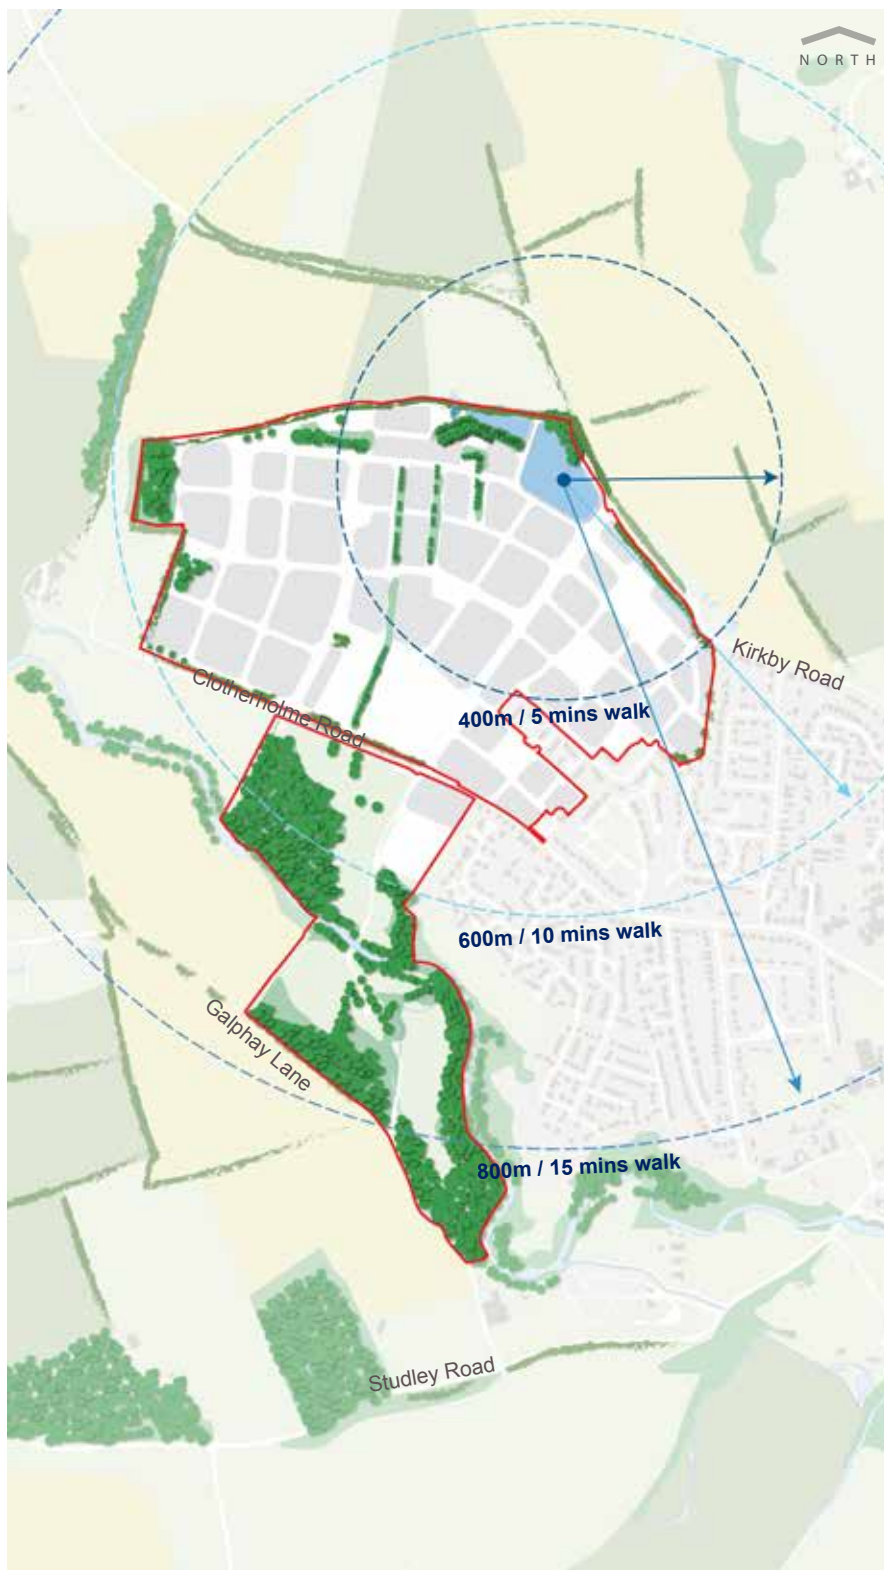 NORTH
Kirkby Road
Clotherholme Road
400m / 5 mins walk
600m / 10 mins walk
Galphay Lane
800m / 15 mins walk
Studley Road